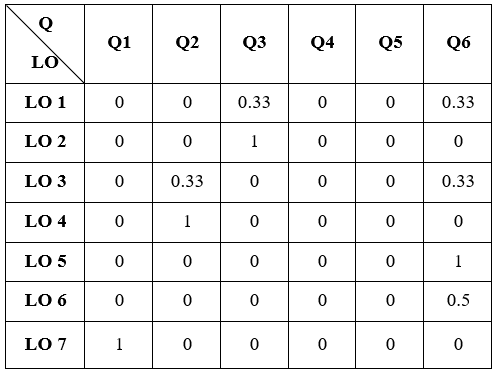 Q
LO Q1 Q2 Q3 Q4 Q5 Q6
LO 1 0 0 0.33 0 0 0.33
LO 2 0 0 1 0 0 0
LO 3 0 0.33 0 0 0 0.33
LO 4 0 1 0 0 0 0
LO 5 0 0 0 0 0 1
LO 6 0 0 0 0 0 0.5
LO 7 1 0 0 0 0 0